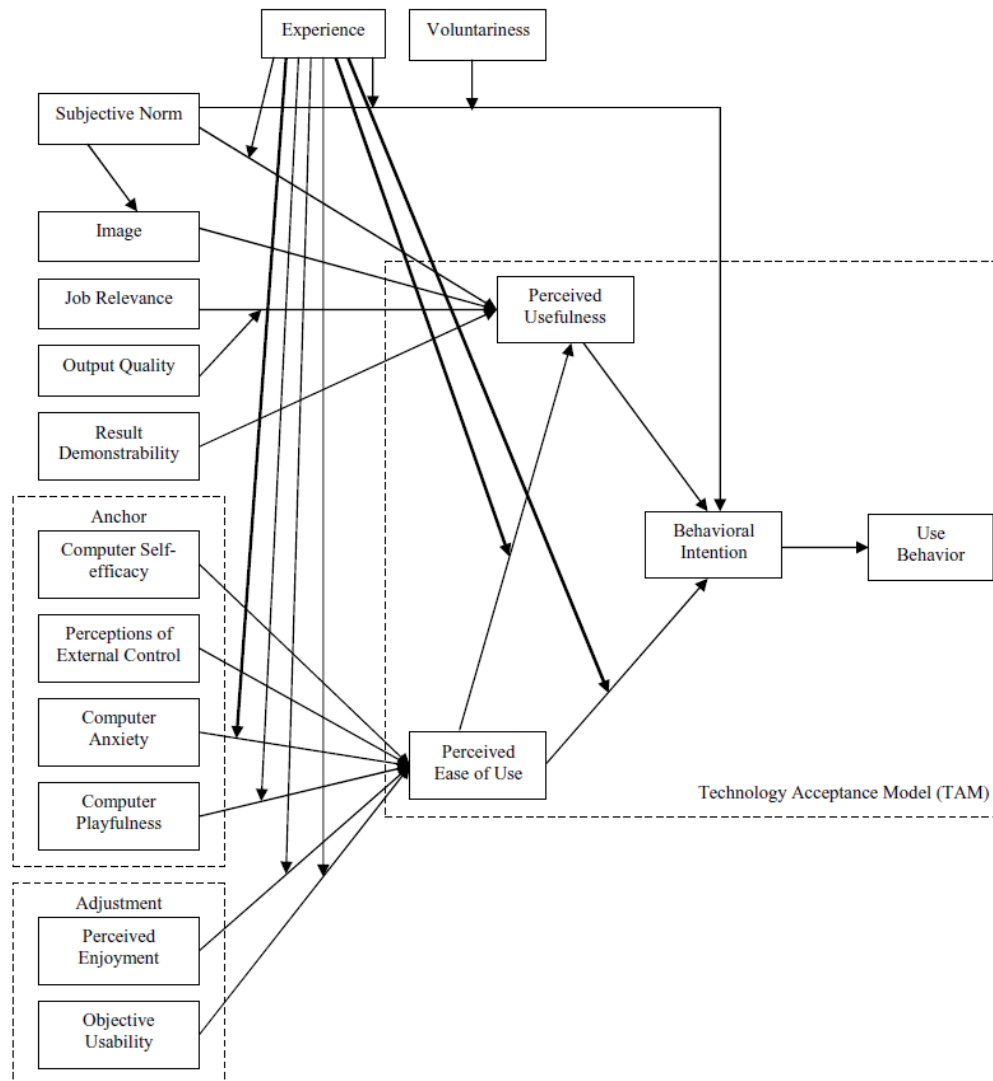 Experience
Voluntariness
Subjective Norm
Image
Job Relevance
Output Quality
Result
Demonstrability
Perceived
Usefulness
Anchor
Computer Self-
efficacy
Perceptions of
External Control
Computer
Anxiety
Computer
Playfulness
Behavioral
Intention
Use
Behavior
Perceived
Ease of Use
Technology Acceptance Model (TAM)
Adjustment
Perceived
Enjoyment
Objective
Usability